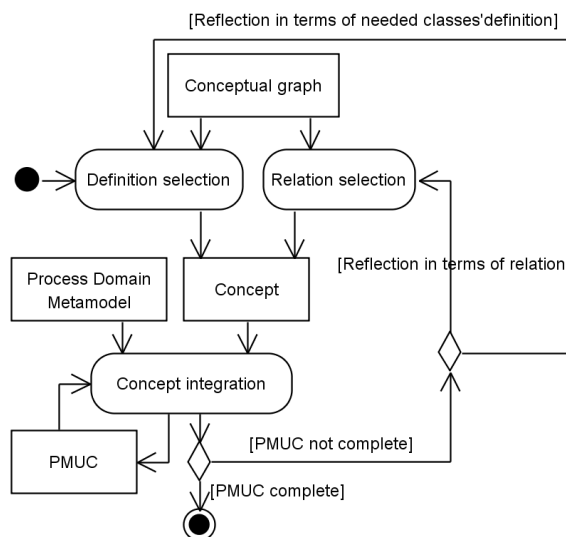 [Reflection in terms of needed classes'definition]
Conceptual graph
Definition selection
Relation selection
Process Domain
Metamodel
Concept
[Reflection in terms of relation
Concept integration
PMUC
[PMUC not complete]
[PMUC complete]